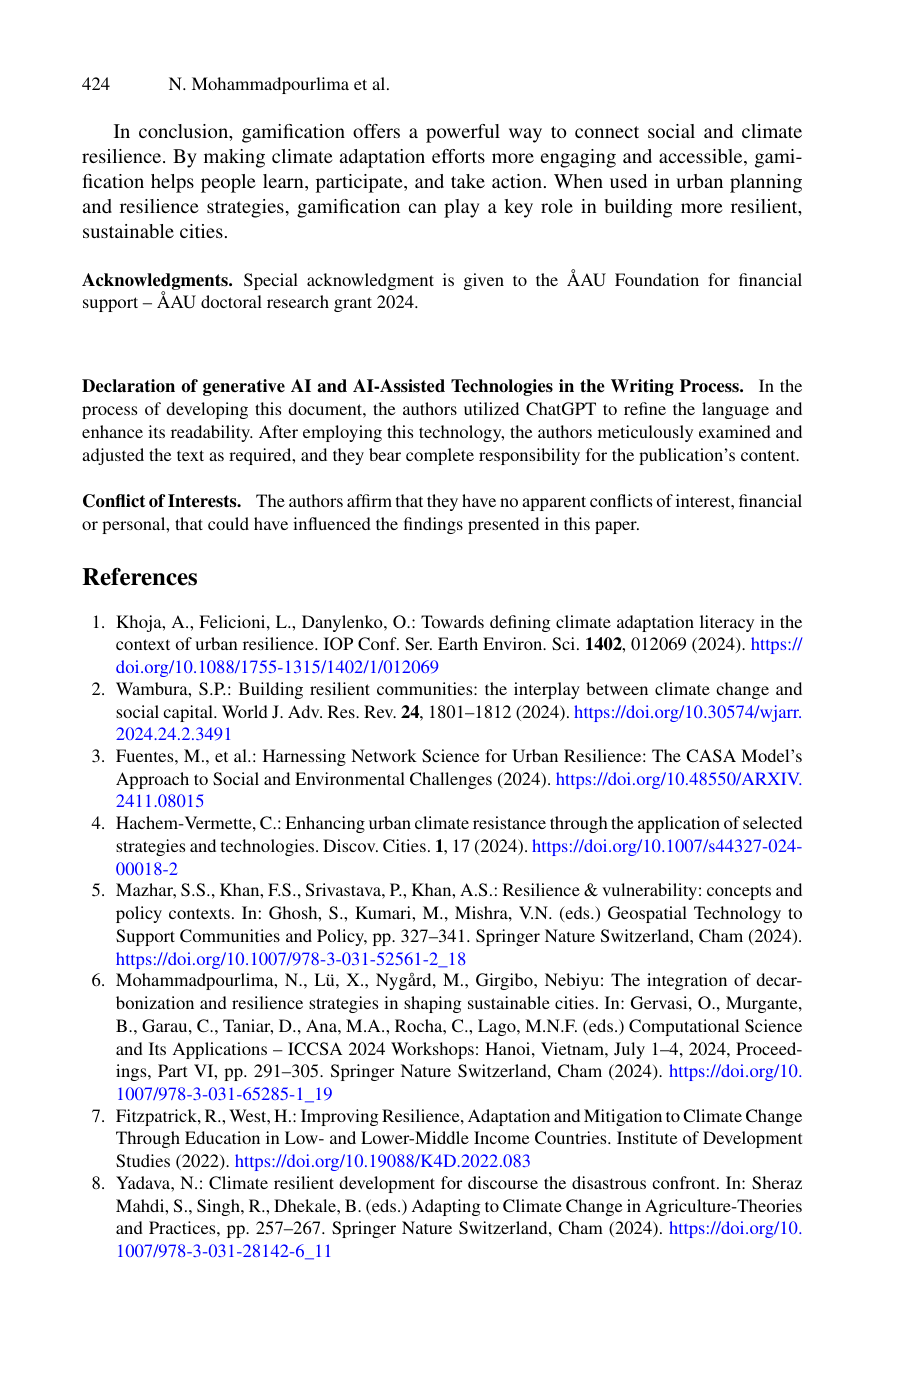 424 N. Mohammadpourlima et al.
In conclusion, gamification offers a powerful way to connect social and climate
resilience. By making climate adaptation efforts more engaging and accessible, gami-
fication helps people learn, participate, and take action. When used in urban planning
and resilience strategies, gamification can play a key role in building more resilient,
sustainable cities.
Acknowledgments. Special acknowledgment is given to the ÅAU Foundation for financial
support – ÅAU doctoral research grant 2024.
Declaration of generative AI and AI-Assisted Technologies in the Writing Process. In the
process of developing this document, the authors utilized ChatGPT to refine the language and
enhance its readability. After employing this technology, the authors meticulously examined and
adjusted the text as required, and they bear complete responsibility for the publication's content.
Conflict of Interests. The authors affirm that they have no apparent conflicts of interest, financial
or personal, that could have influenced the findings presented in this paper.
References
1. Khoja, A., Felicioni, L., Danylenko, O.: Towards defining climate adaptation literacy in the
context of urban resilience. IOP Conf. Ser. Earth Environ. Sci. 1402, 012069 (2024). https://
doi.org/10.1088/1755-1315/1402/1/012069
2. Wambura, S.P.: Building resilient communities: the interplay between climate change and
social capital. World J. Adv. Res. Rev. 24, 1801–1812 (2024). https://doi.org/10.30574/wjarr.
2024.24.2.3491
3. Fuentes, M., et al.: Harnessing Network Science for Urban Resilience: The CASA Model's
Approach to Social and Environmental Challenges (2024). https://doi.org/10.48550/ARXIV.
2411.08015
4. Hachem-Vermette, C.: Enhancing urban climate resistance through the application of selected
strategies and technologies. Discov. Cities. 1, 17 (2024). https://doi.org/10.1007/s44327-024-
00018-2
5. Mazhar, S.S., Khan, F.S., Srivastava, P., Khan, A.S.: Resilience & vulnerability: concepts and
policy contexts. In: Ghosh, S., Kumari, M., Mishra, V.N. (eds.) Geospatial Technology to
Support Communities and Policy, pp. 327–341. Springer Nature Switzerland, Cham (2024).
https://doi.org/10.1007/978-3-031-52561-2_18
6. Mohammadpourlima, N., Lü, X., Nygård, M., Girgibo, Nebiyu: The integration of decar-
bonization and resilience strategies in shaping sustainable cities. In: Gervasi, O., Murgante,
B., Garau, C., Taniar, D., Ana, M.A., Rocha, C., Lago, M.N.F. (eds.) Computational Science
and Its Applications – ICCSA 2024 Workshops: Hanoi, Vietnam, July 1–4, 2024, Proceed-
ings, Part VI, pp. 291–305. Springer Nature Switzerland, Cham (2024). https://doi.org/10.
1007/978-3-031-65285-1_19
7. Fitzpatrick, R., West, H.: Improving Resilience, Adaptation and Mitigation to Climate Change
Through Education in Low- and Lower-Middle Income Countries. Institute of Development
Studies (2022). https://doi.org/10.19088/K4D.2022.083
8. Yadava, N.: Climate resilient development for discourse the disastrous confront. In: Sheraz
Mahdi, S., Singh, R., Dhekale, B. (eds.) Adapting to Climate Change in Agriculture-Theories
and Practices, pp. 257–267. Springer Nature Switzerland, Cham (2024). https://doi.org/10.
1007/978-3-031-28142-6_11